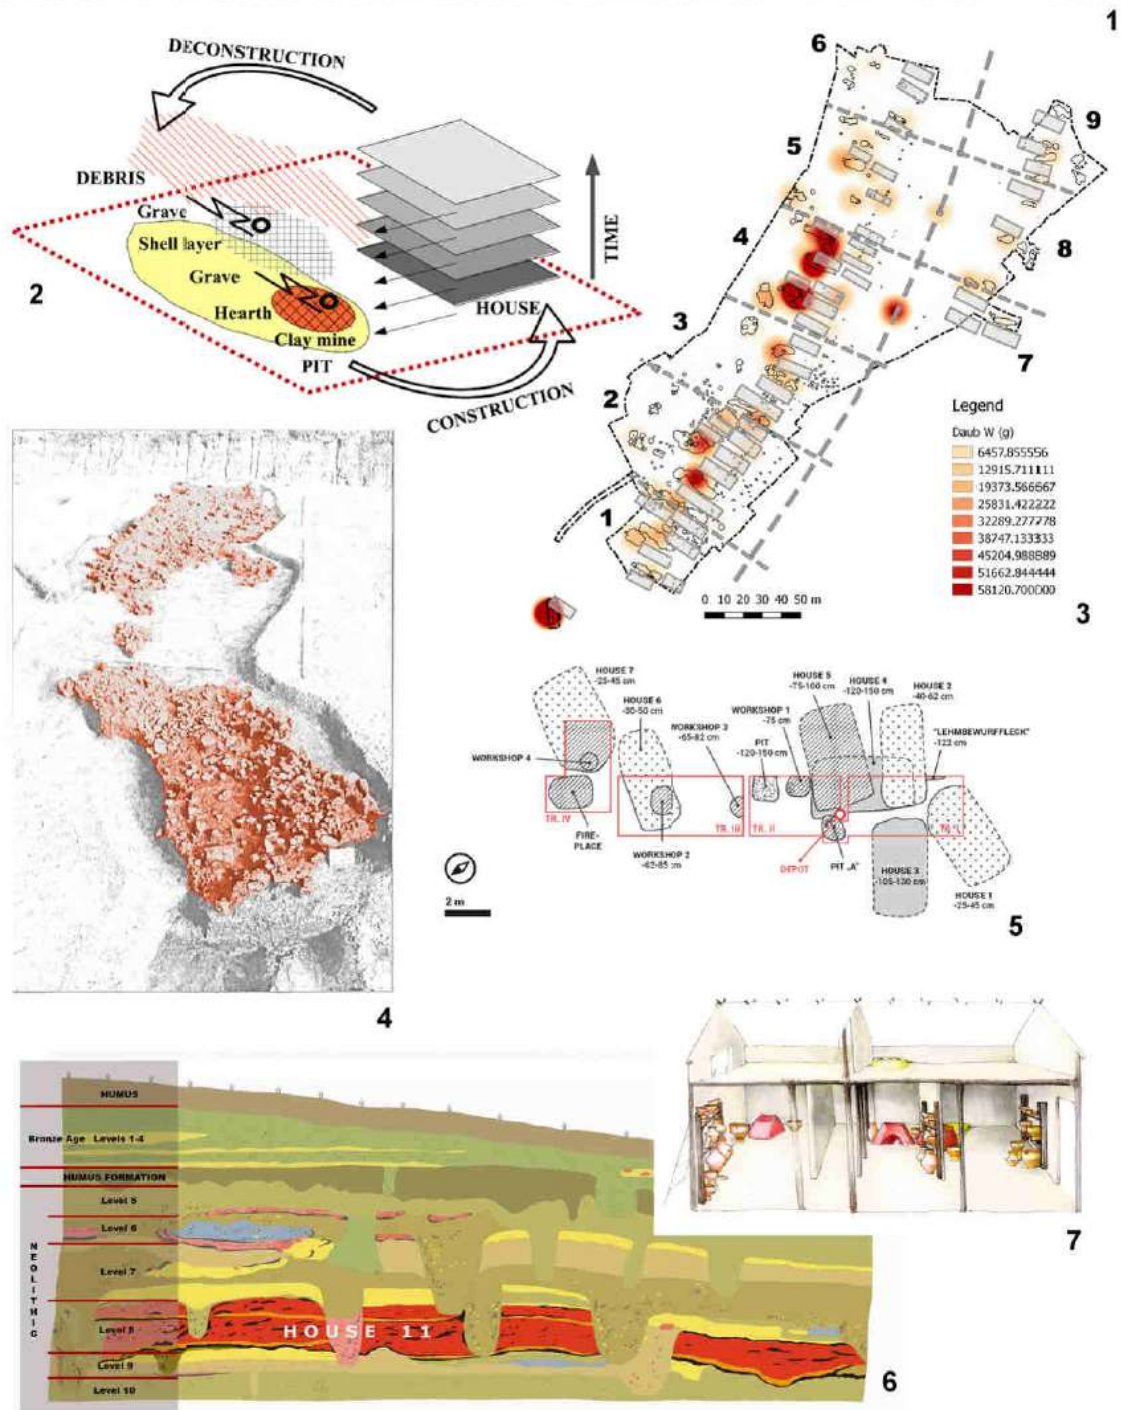 1
DECONSTRUCTION
DEBRIS
Grave
Shell layer
Grave
Hearth
Clay mine
PIT
HOUSE
TIME
CONSTRUCTION
2
6
9
5
4
8
3
7
2
1
Legend
Daub W (g)
6457.855556
12915.711111
19373.566667
25831.422222
32289.277778
38747.133333
45204.988889
51662.844444
58120.700000
0 10 20 30 40 50 m
3
4
HOUSE 7
-25-45 cm
HOUSE 6
-30-50 cm
WORKSHOP 3
-65-82 cm
WORKSHOP 1
-75 cm
HOUSE 5
-75-100 cm
HOUSE 4
-120-150 cm
HOUSE 2
-40-62 cm
"LEHMBEWURFFLECK"
-122 cm
WORKSHOP 4
PIT
-120-150 cm
TR. IV
FIRE-
PLACE
TR. III
TR. II
TR. I
WORKSHOP 2
-62-85 cm
DEPOT
PIT „A"
HOUSE 3
-105-130 cm
HOUSE 1
-25-45 cm
2 m
5
HUMUS
Bronze Age Levels 1-4
HUMUS FORMATION
Level 5
Level 6
Level 7
Level 8
Level 9
Level 10
NEOLITHIC
HOUSE 11
6
7